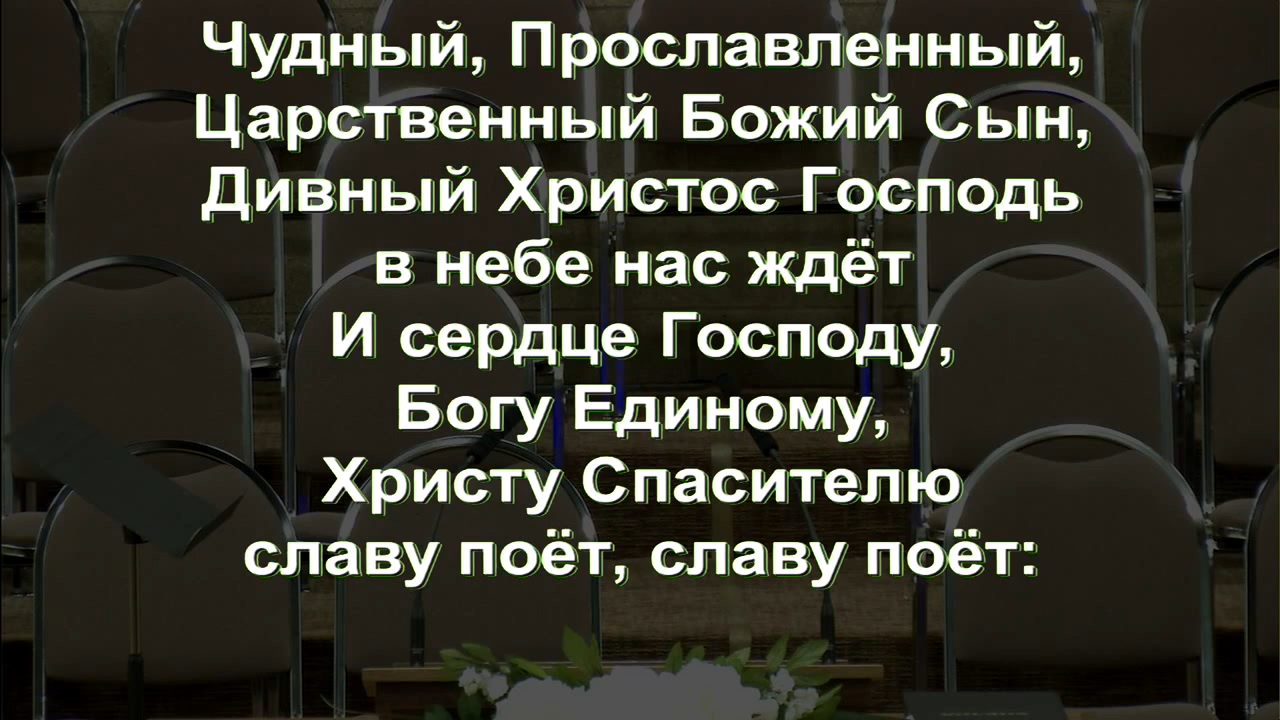 Чудный, Прославленный,
Царственный Божий Сын,
Дивный Христос Господь
в небе нас ждёт
И сердце Господу,
Богу Единому,
Христу Спасителю
славу поёт, славу поёт: